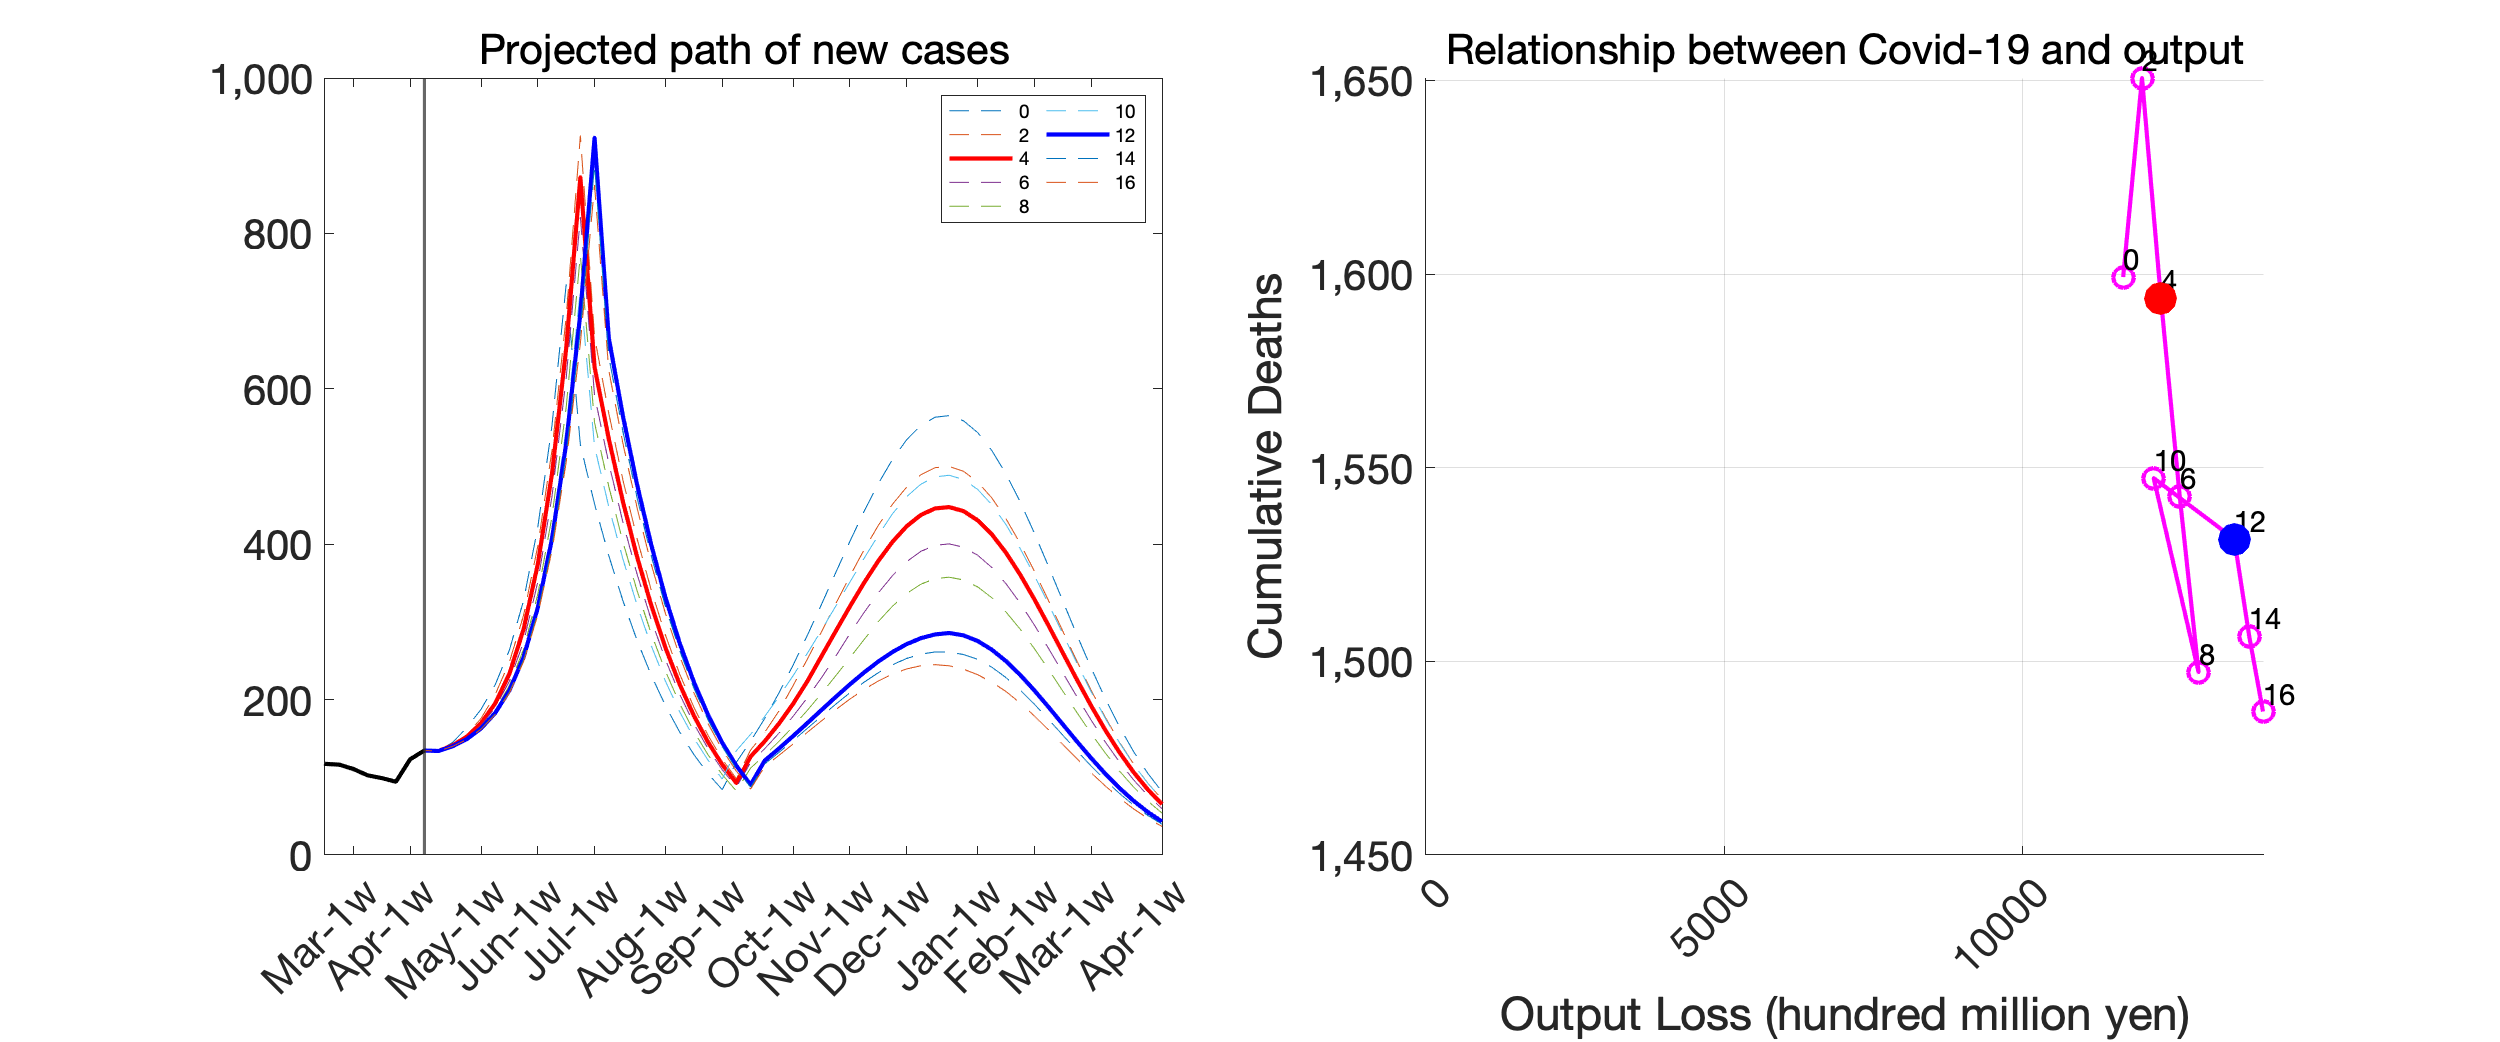 Projected path of new cases
1,000
800
600
400
200
0
0 10
2 12
4 14
6 16
8
Mar-1w
Apr-1w
May-1w
Jun-1w
Jul-1w
Aug-1w
Sep-1w
Oct-1w
Nov-1w
Dec-1w
Jan-1w
Feb-1w
Mar-1w
Apr-1w
Relationship between Covid-19 and output
Cumulative Deaths
1,650
1,600
1,550
1,500
1,450
2
0
4
10
6
12
14
8
16
0
5000
10000
Output Loss (hundred million yen)